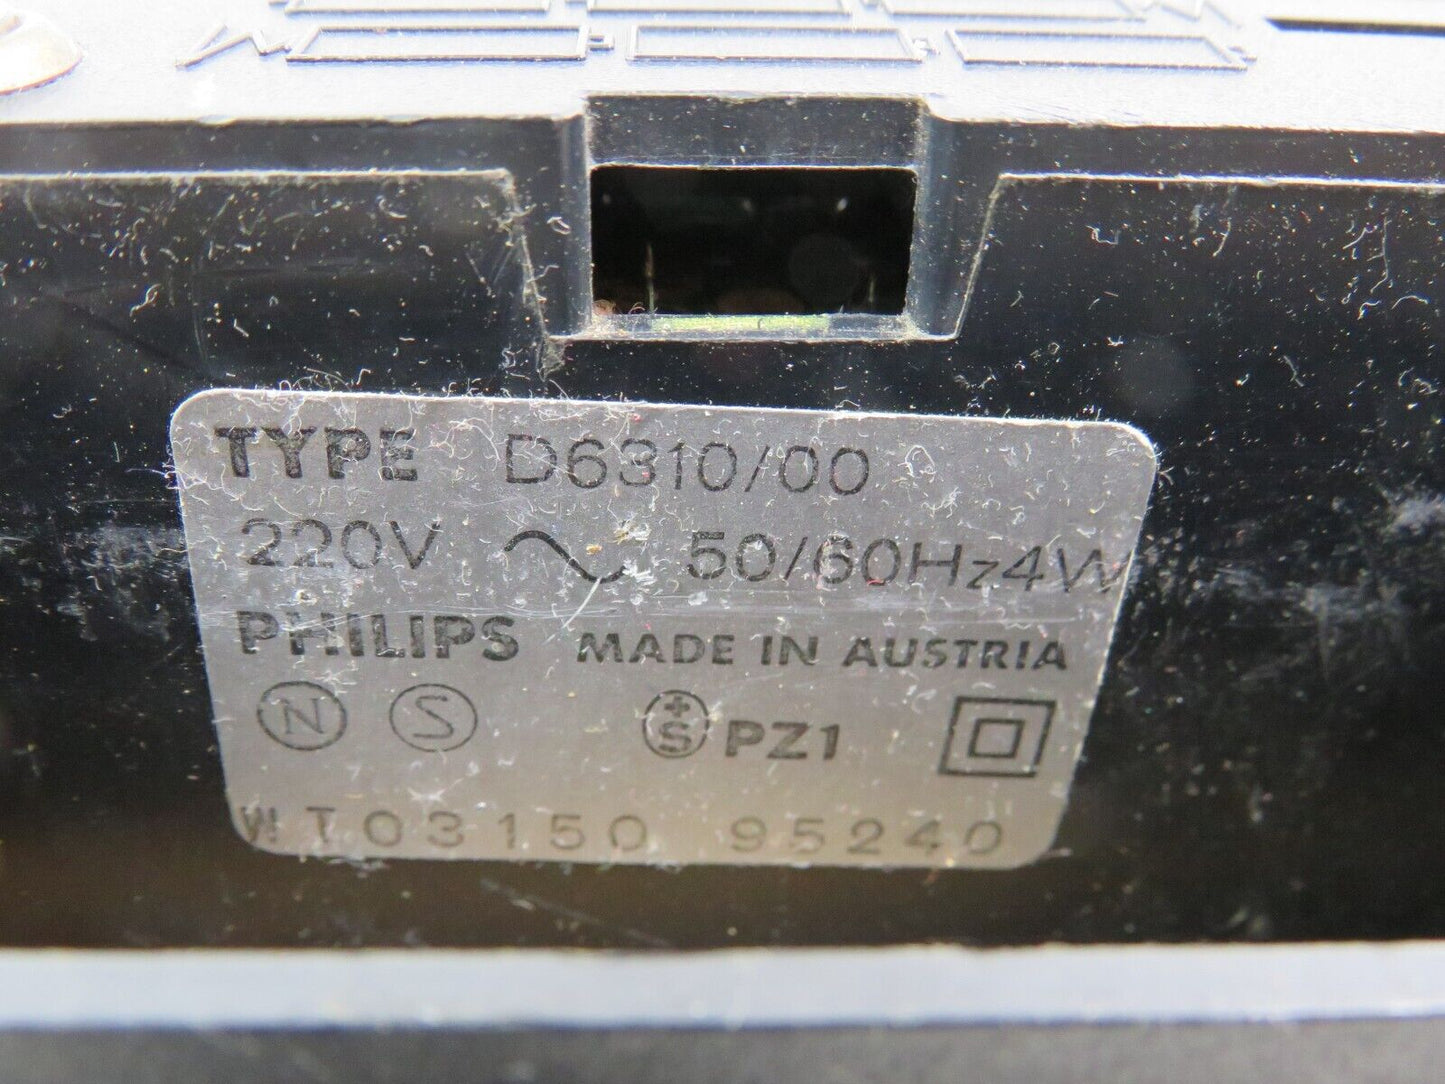 TYPE D6310/00
220V ~ 50/60Hz4W
PHILIPS MADE IN AUSTRIA
N S +S PZ1
WT03150 95240